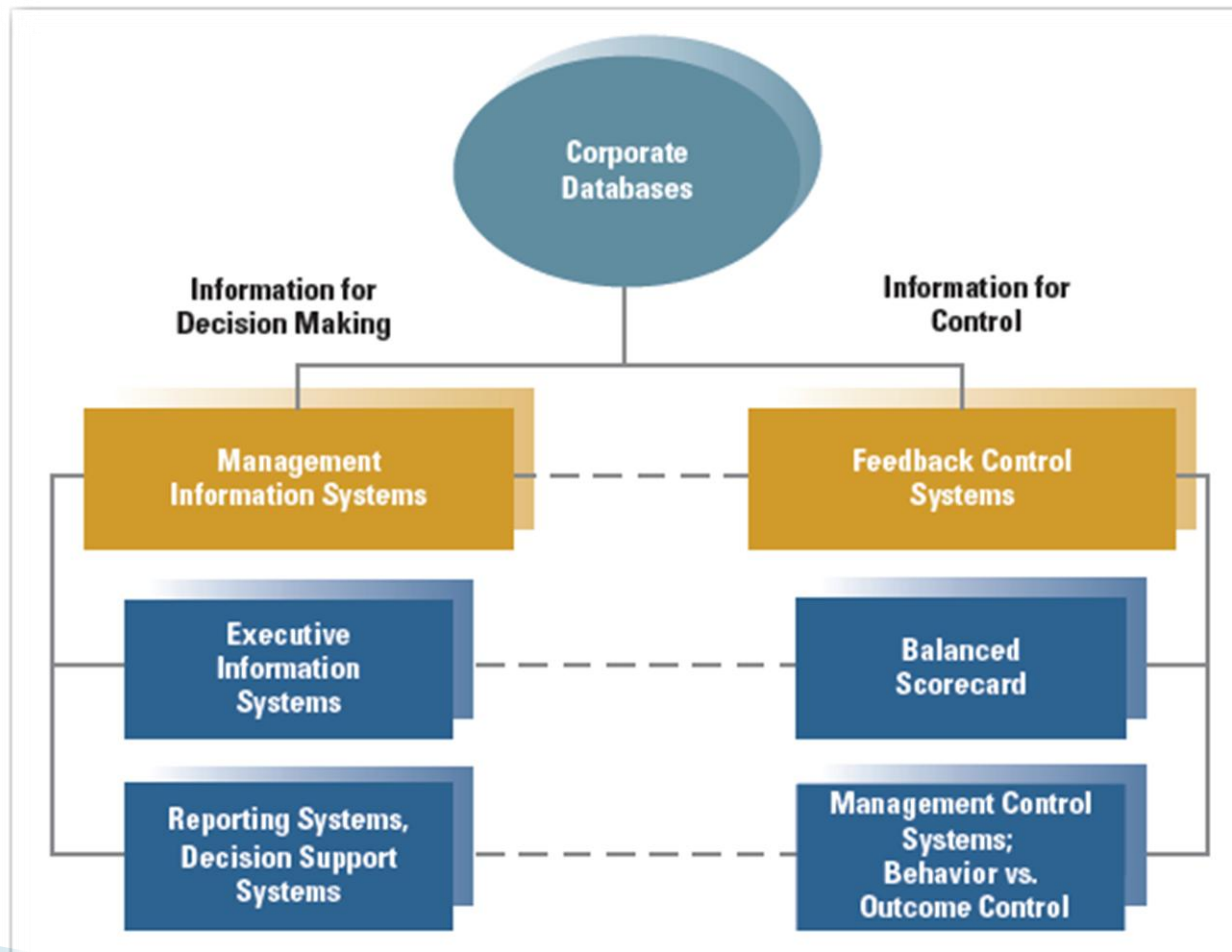 Corporate
Databases
Information for
Decision Making
Information for
Control
Management
Information Systems
Feedback Control
Systems
Executive
Information
Systems
Balanced
Scorecard
Reporting Systems,
Decision Support
Systems
Management Control
Systems;
Behavior vs.
Outcome Control